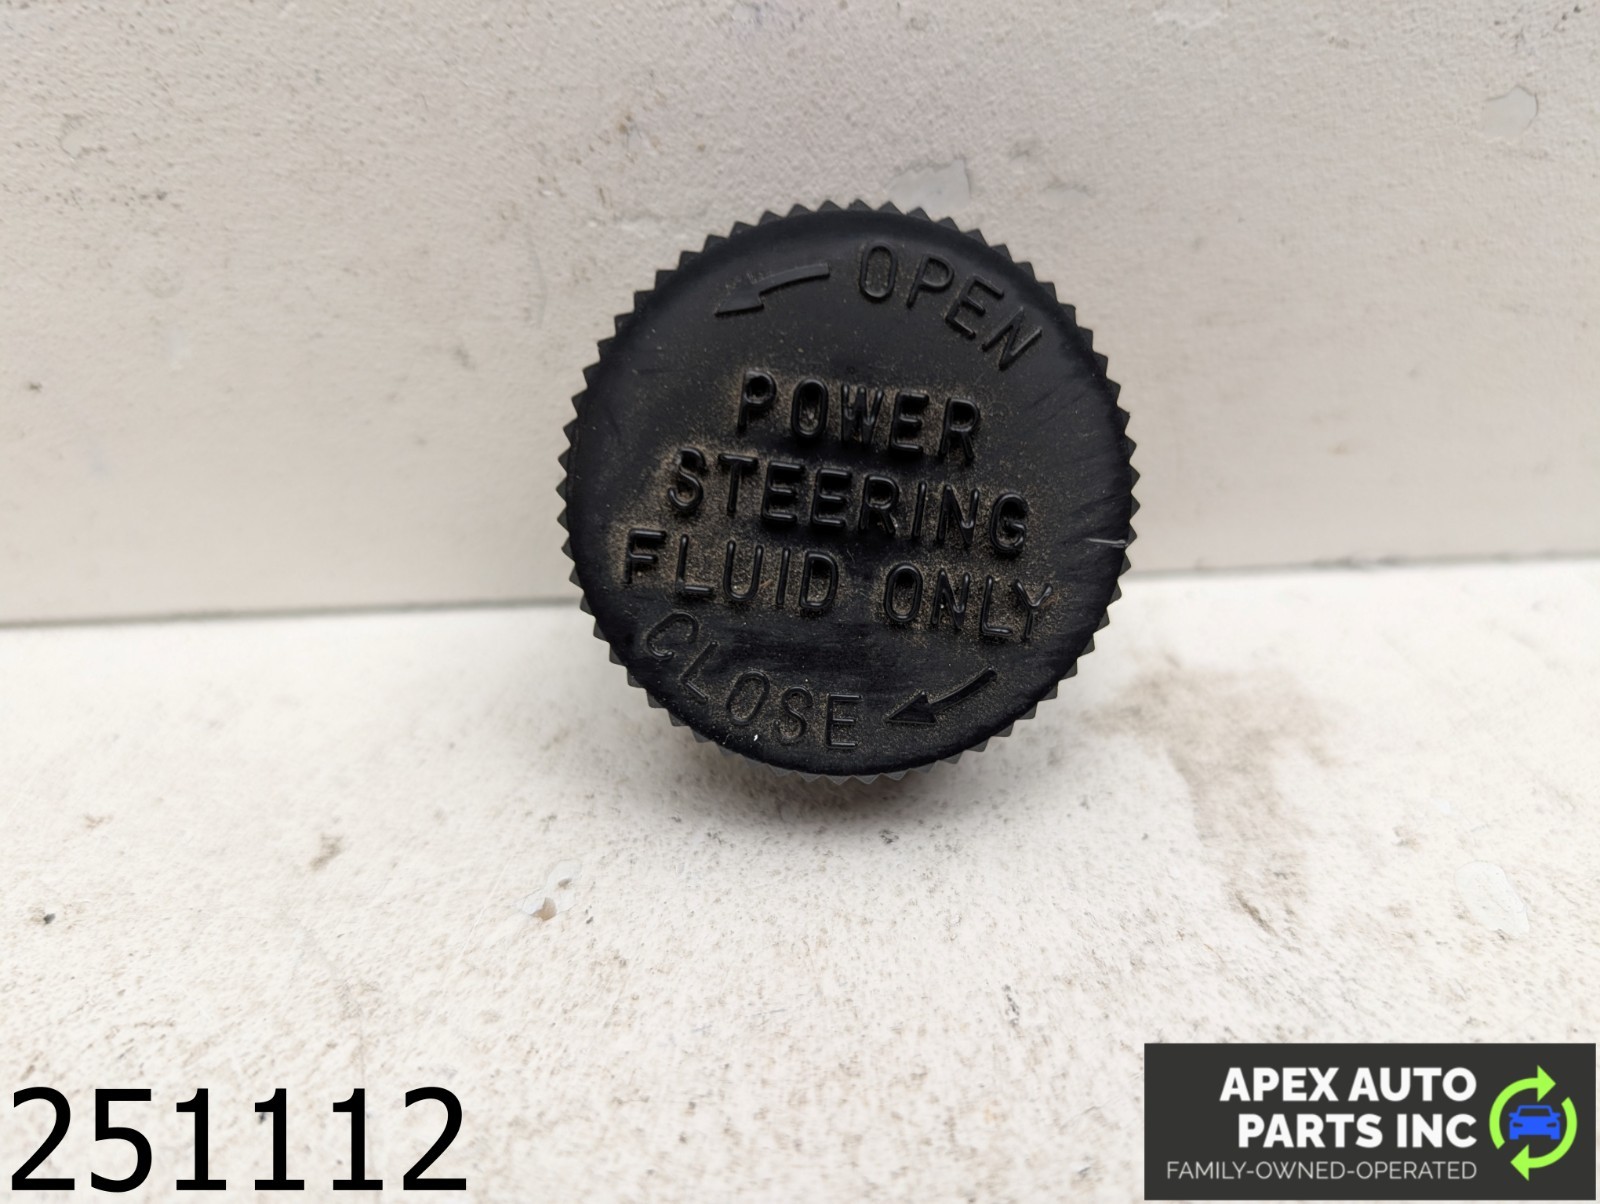 OPEN
POWER
STEERING
FLUID ONLY
CLOSE
251112
APEX AUTO
PARTS INC
FAMILY-OWNED-OPERATED